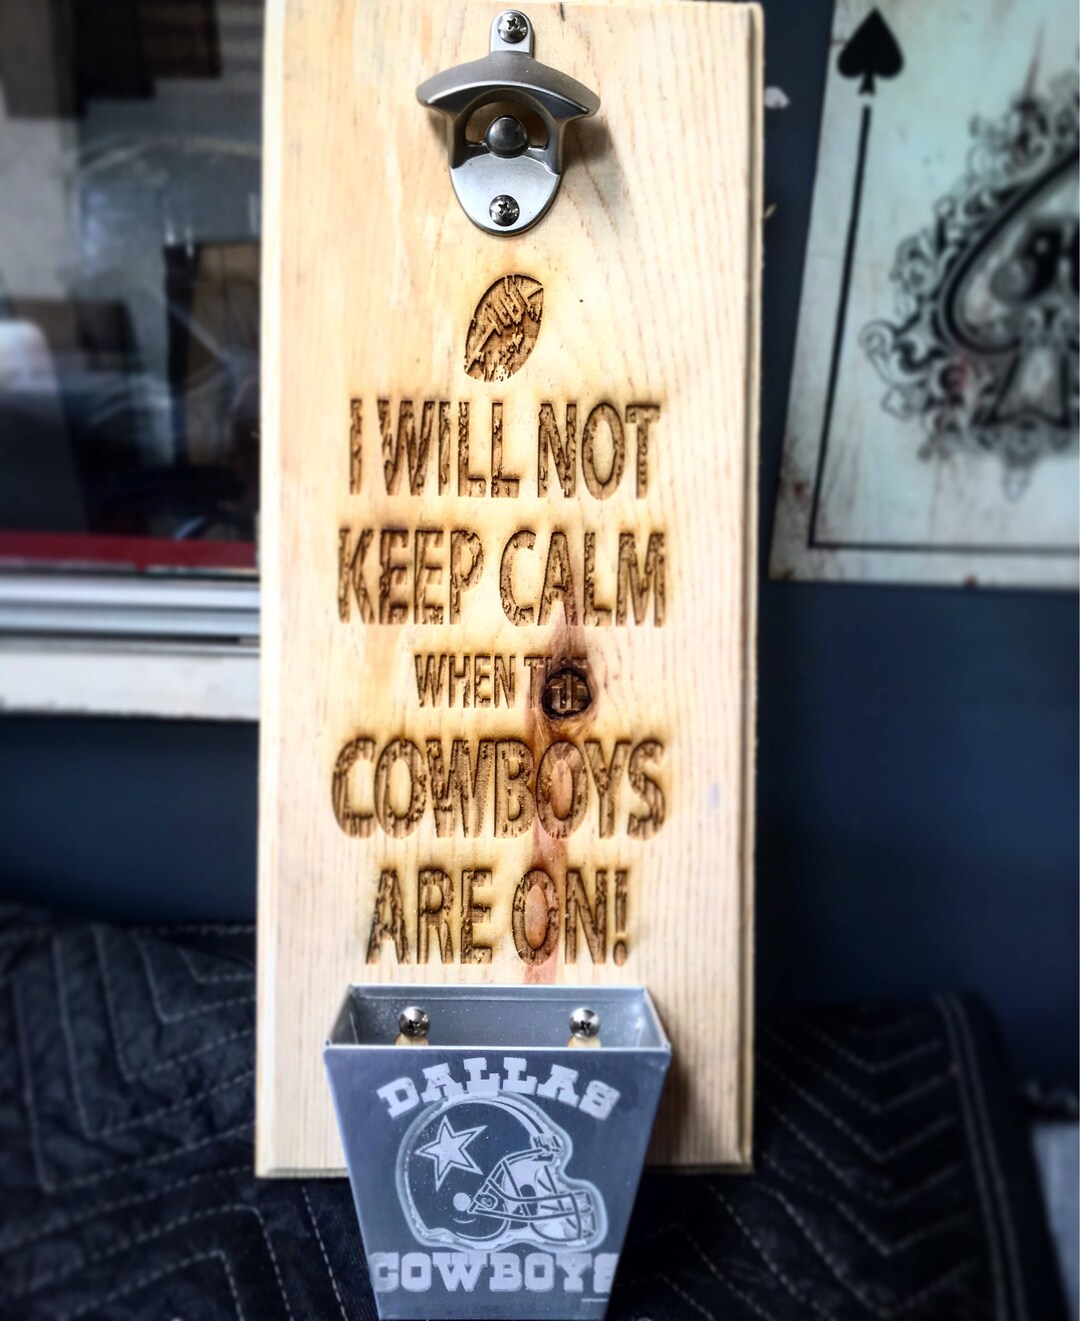 I WILL NOT
KEEP CALM
WHEN THE
COWBOYS
ARE ON!
DALLAS
COWBOYS